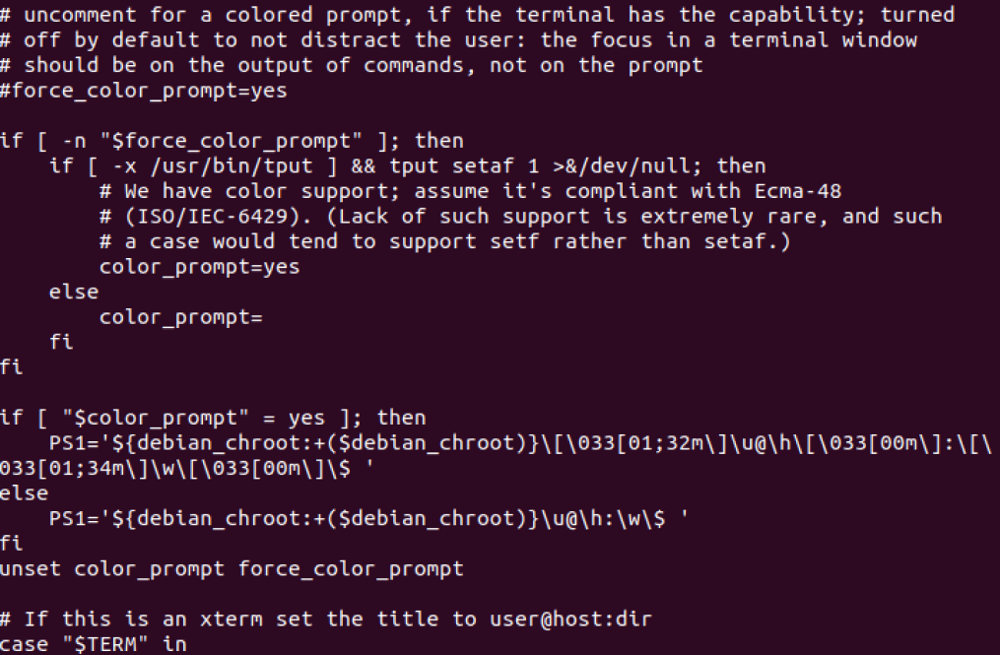 # uncomment for a colored prompt, if the terminal has the capability; turned
# off by default to not distract the user: the focus in a terminal window
# should be on the output of commands, not on the prompt
#force_color_prompt=yes

if [ -n "$force_color_prompt" ]; then
    if [ -x /usr/bin/tput ] && tput setaf 1 >&/dev/null; then
        # We have color support; assume it's compliant with Ecma-48
        # (ISO/IEC-6429). (Lack of such support is extremely rare, and such
        # a case would tend to support setf rather than setaf.)
        color_prompt=yes
    else
        color_prompt=
    fi
fi

if [ "$color_prompt" = yes ]; then
    PS1='${debian_chroot:+($debian_chroot)}\[\033[01;32m\]\u@\h\[\033[00m\]:\[\
033[01;34m\]\w\[\033[00m\]\$ '
else
    PS1='${debian_chroot:+($debian_chroot)}\u@\h:\w\$ '
fi
unset color_prompt force_color_prompt

# If this is an xterm set the title to user@host:dir
case "$TERM" in